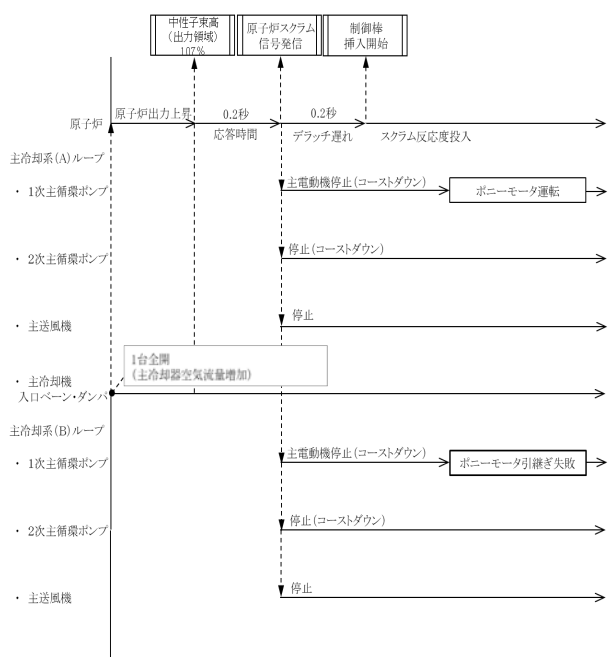 中性子束高
(出力領域)
107%
原子炉スクラム
信号発信
制御棒
挿入開始
原子炉
原子炉出力上昇
0.2秒
0.2秒
応答時間
デラッチ遅れ
スクラム反応度投入
主冷却系(A)ループ
・ 1次主循環ポンプ
主電動機停止(コーストダウン)
ポニーモータ運転
・ 2次主循環ポンプ
停止(コーストダウン)
・ 主送風機
停止
1台全開
(主冷却器空気流量増加)
・ 主冷却機
入口ベーン・ダンパ
主冷却系(B)ループ
・ 1次主循環ポンプ
主電動機停止(コーストダウン)
ポニーモータ引継ぎ失敗
・ 2次主循環ポンプ
停止(コーストダウン)
・ 主送風機
停止